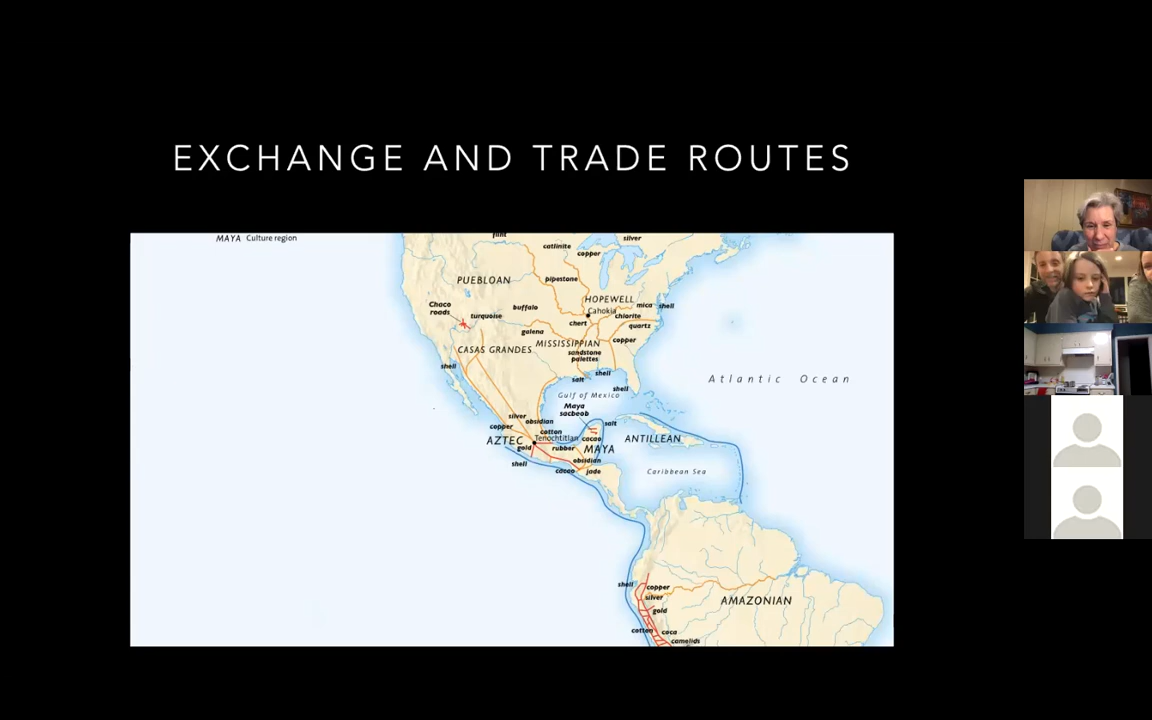 EXCHANGE AND TRADE ROUTES
MAYA Culture region
flint
silver
catlinite
copper
PUEBLOAN
pipestone
HOPEWELL
Chaco
roads
buffalo
mica
shell
Cahokia
turquoise
chert
chlorite
quartz
galena
copper
CASAS GRANDES
MISSISSIPPIAN
sandstone
palettes
shell
shell
salt
shell
Atlantic Ocean
Gulf of Mexico
Maya
sacbeob
silver
obsidian
salt
copper
cotton
AZTEC
Tenochtitlan
cacao
ANTILLEAN
gold
rubber
MAYA
shell
obsidian
cacao
jade
Caribbean Sea
shell
copper
silver
AMAZONIAN
gold
cotton
coca
camelids